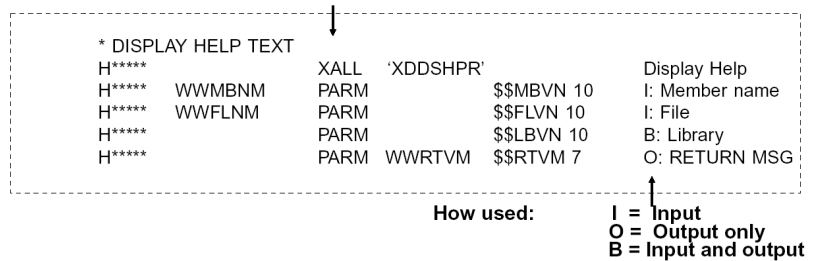 * DISPLAY HELP TEXT
H***** XALL ‘XDDSHPR’ Display Help
H***** WWMBNM PARM $$MBVN 10 I: Member name
H***** WWFLNM PARM $$FLVN 10 I: File
H***** PARM $$LBVN 10 B: Library
H***** PARM WWRTVM $$RTVM 7 O: RETURN MSG
How used: I = Input
O = Output only
B = Input and output